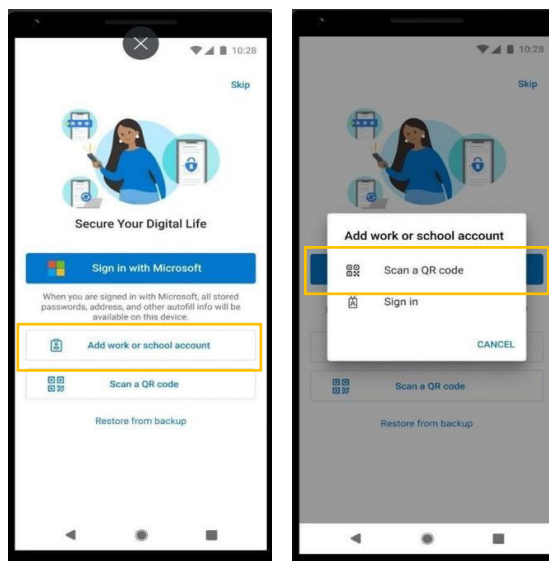 10:28
Skip
Secure Your Digital Life
Sign in with Microsoft
When you are signed in with Microsoft, all stored
passwords, address, and other autofill info will be
available on this device.
Add work or school account
Scan a QR code
Restore from backup
10:28
Skip
Add work or school account
Scan a QR code
Sign in
CANCEL
Scan a QR code
Restore from backup